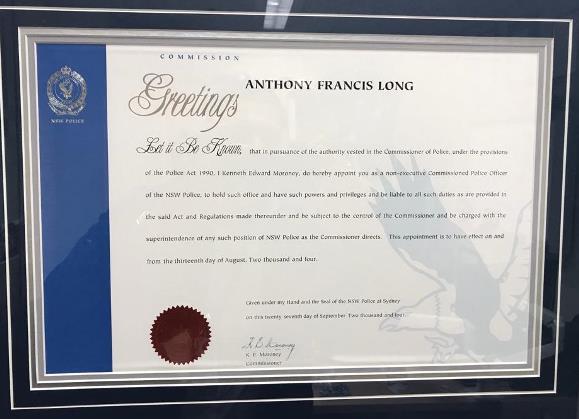 COMMISSION
Greetings ANTHONY FRANCIS LONG
NSW POLICE
Let it Be Known, that in pursuance of the authority vested in the Commissioner of Police, under the provisions
of the Police Act 1990, I Kenneth Edward Moroney, do hereby appoint you as a non-executive Commissioned Police Officer
of the NSW Police, to hold such office and have such powers and privileges and be liable to all such duties as are provided in
the said Act and Regulations made thereunder and be subject to the control of the Commissioner and be charged with the
superintendence of any such position of NSW Police as the Commissioner directs. This appointment is to have effect on and
from the thirteenth day of August, Two thousand and four.
Given under my Hand and the Seal of the NSW Police at Sydney
on this twenty seventh day of September Two thousand and four.
K. E. Moroney
Commissioner